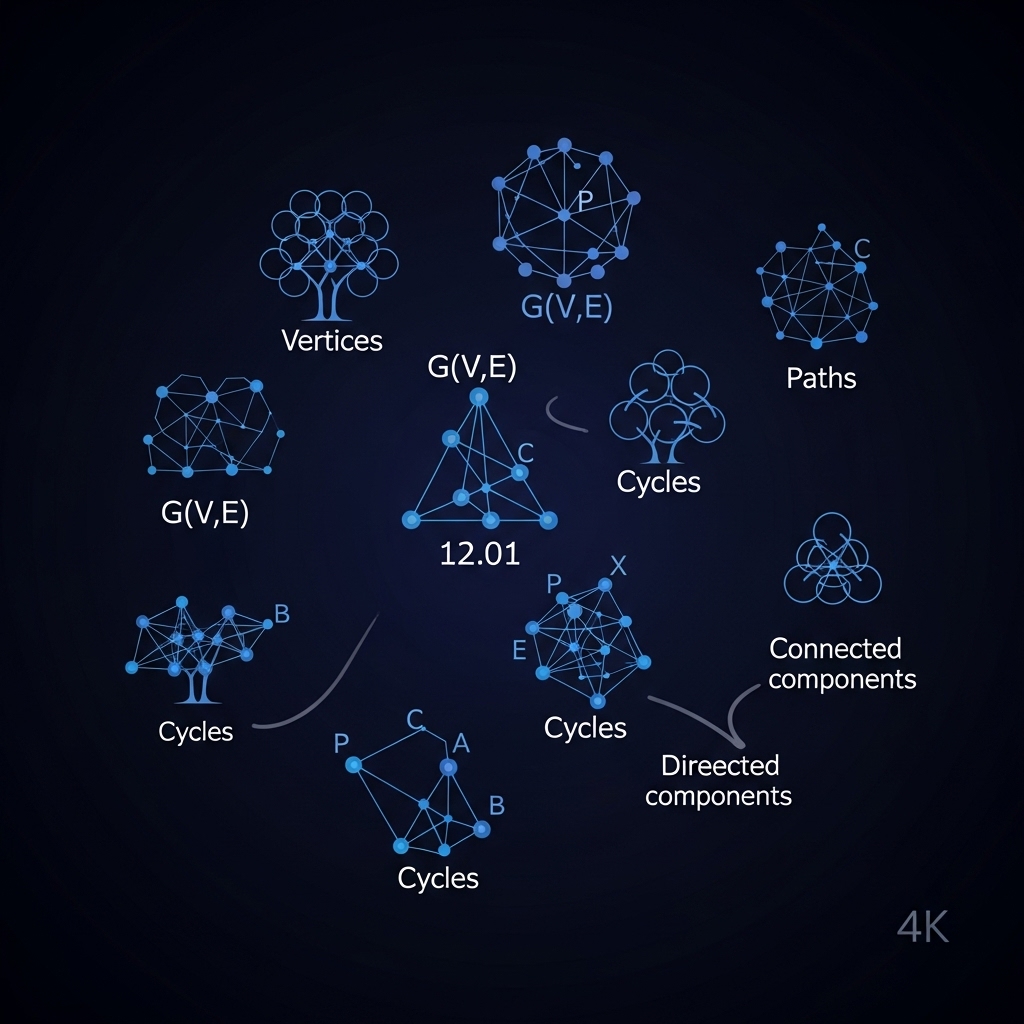 P
G(V,E)
C
Paths
Vertices
G(V,E)
C
12.01
Cycles
G(V,E)
B
Cycles
P
X
E
Cycles
Connected
components
Direected
components
P
C
A
B
Cycles
4K